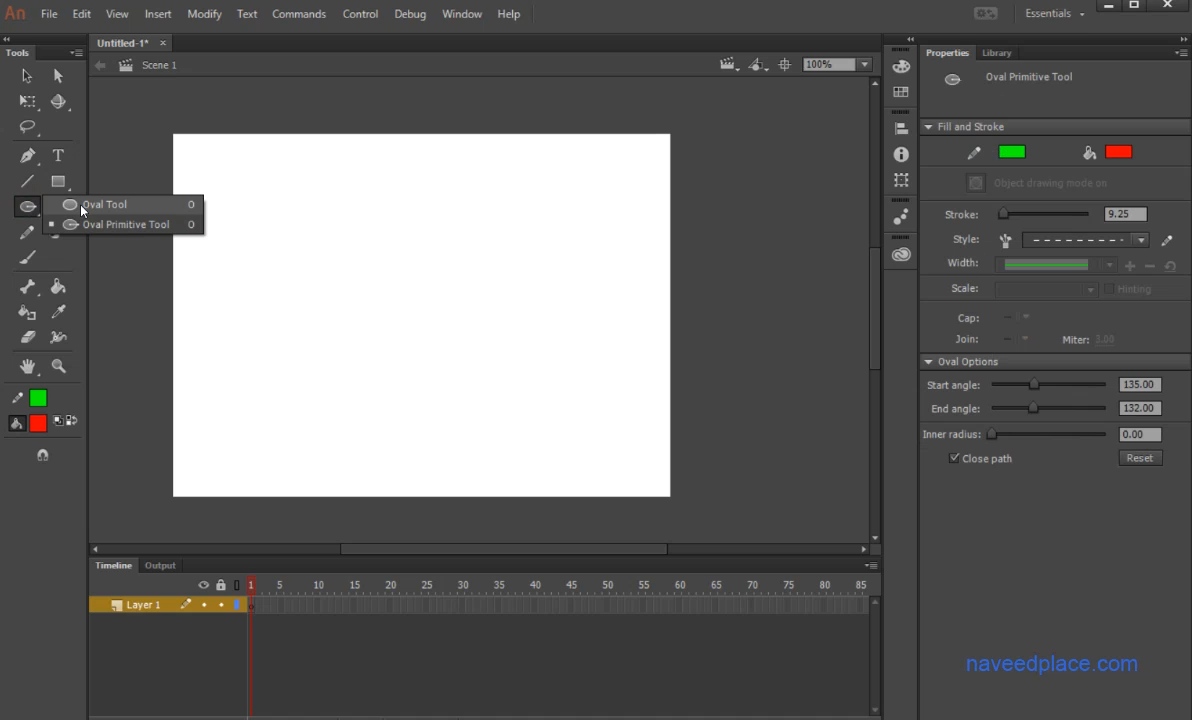 An File Edit View Insert Modify Text Commands Control Debug Window Help Essentials
Tools
Untitled-1* ×
Properties Library
Scene 1
100%
Oval Primitive Tool
Fill and Stroke
Object drawing mode on
Oval Tool O
Oval Primitive Tool O
Stroke: 9.25
Style:
Width:
Scale: Hinting
Cap:
Join: Miter: 3.00
Oval Options
Start angle: 135.00
End angle: 132.00
Inner radius: 0.00
Close path Reset
Timeline Output
1 5 10 15 20 25 30 35 40 45 50 55 60 65 70 75 80 85
Layer 1
naveedplace.com